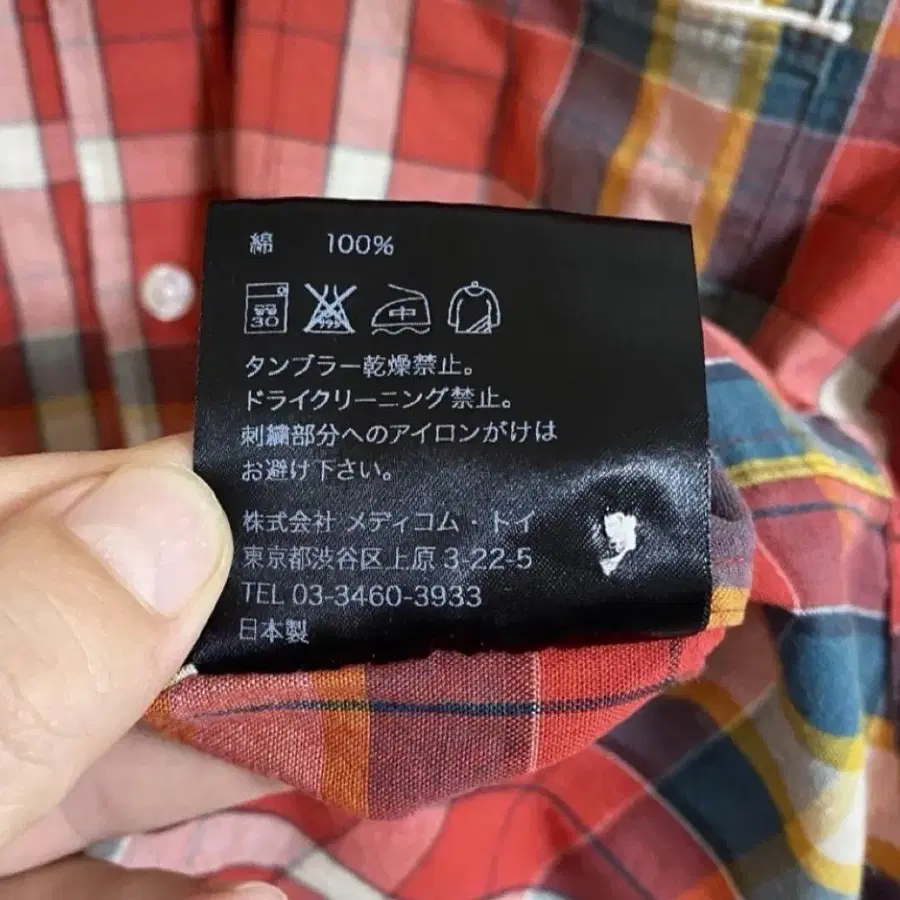 綿 100%
30
中
タンブラー乾燥禁止。
ドライクリーニング禁止。
刺繍部分へのアイロンがけは
お避け下さい。
株式会社 メディコム・トイ
東京都渋谷区上原 3-22-5
TEL 03-3460-3933
日本製